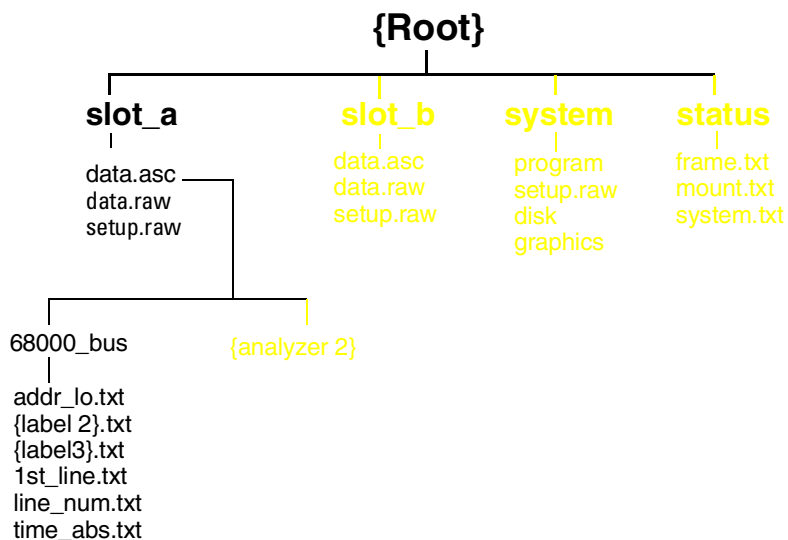 {Root}
slot_a
slot_b
system
status
data.asc
data.raw
setup.raw
data.asc
data.raw
setup.raw
program
setup.raw
disk
graphics
frame.txt
mount.txt
system.txt
68000_bus
{analyzer 2}
addr_lo.txt
{label 2}.txt
{label3}.txt
1st_line.txt
line_num.txt
time_abs.txt